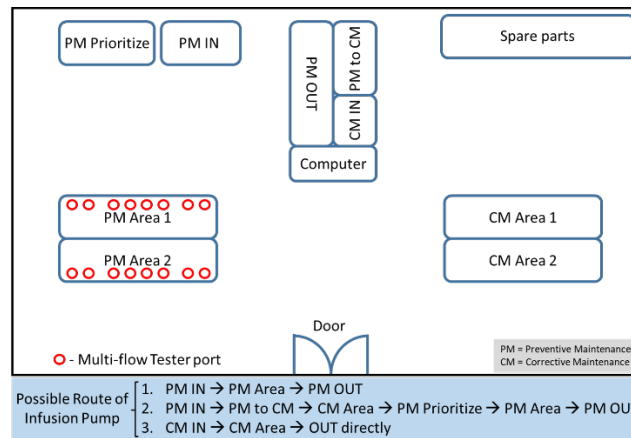 PM Prioritize
PM IN
PM OUT
PM to CM
CM IN
Computer
Spare parts
PM Area 1
PM Area 2
CM Area 1
CM Area 2
Door
- Multi-flow Tester port
PM = Preventive Maintenance
CM = Corrective Maintenance
Possible Route of
Infusion Pump
1. PM IN → PM Area → PM OUT
2. PM IN → PM to CM → CM Area → PM Prioritize → PM Area → PM OU
3. CM IN → CM Area → OUT directly